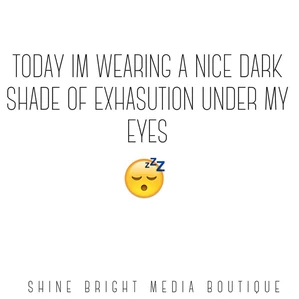 TODAY IM WEARING A NICE DARK
SHADE OF EXHASUTION UNDER MY
EYES
SHINE BRIGHT MEDIA BOUTIQUE